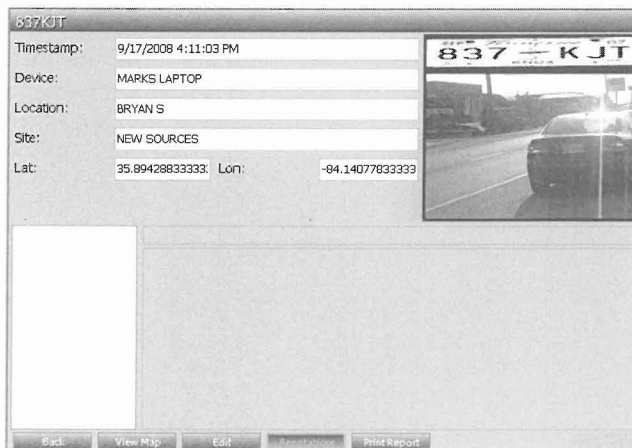 837KJT
Timestamp:
9/17/2008 4:11:03 PM
837 — KJT
KNOX
Device:
MARKS LAPTOP
Location:
BRYAN S
Site:
NEW SOURCES
Lat:
35.89428833333
Lon:
-84.14077833333
Back
View Map
Edit
Annotations
Print Report